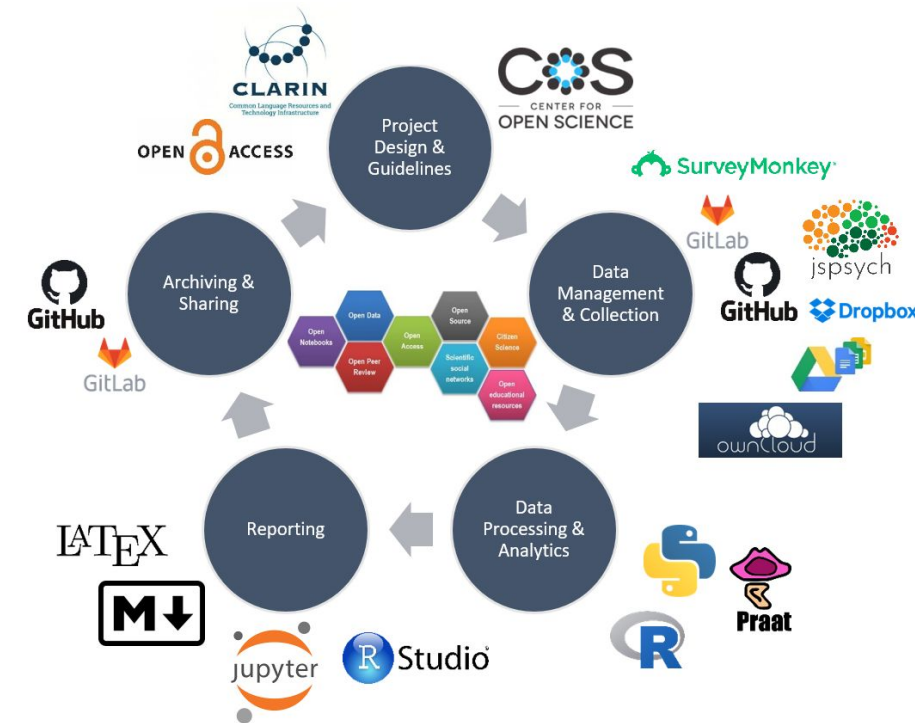 CLARIN
Common Language Resources and
Technology Infrastructure
COS
CENTER FOR
OPEN SCIENCE
OPEN ACCESS
Project
Design &
Guidelines
SurveyMonkey
GitLab
jspsych
GitHub
Dropbox
ownCloud
Data
Management
& Collection
Archiving &
Sharing
GitHub
GitLab
Open
Notebooks
Open Data
Open Peer
Review
Open
Access
Open
Source
Scientific
social
networks
Citizen
Science
Open
educational
resources
Reporting
Data
Processing &
Analytics
LATEX
M
jupyter
R Studio
R
Praat